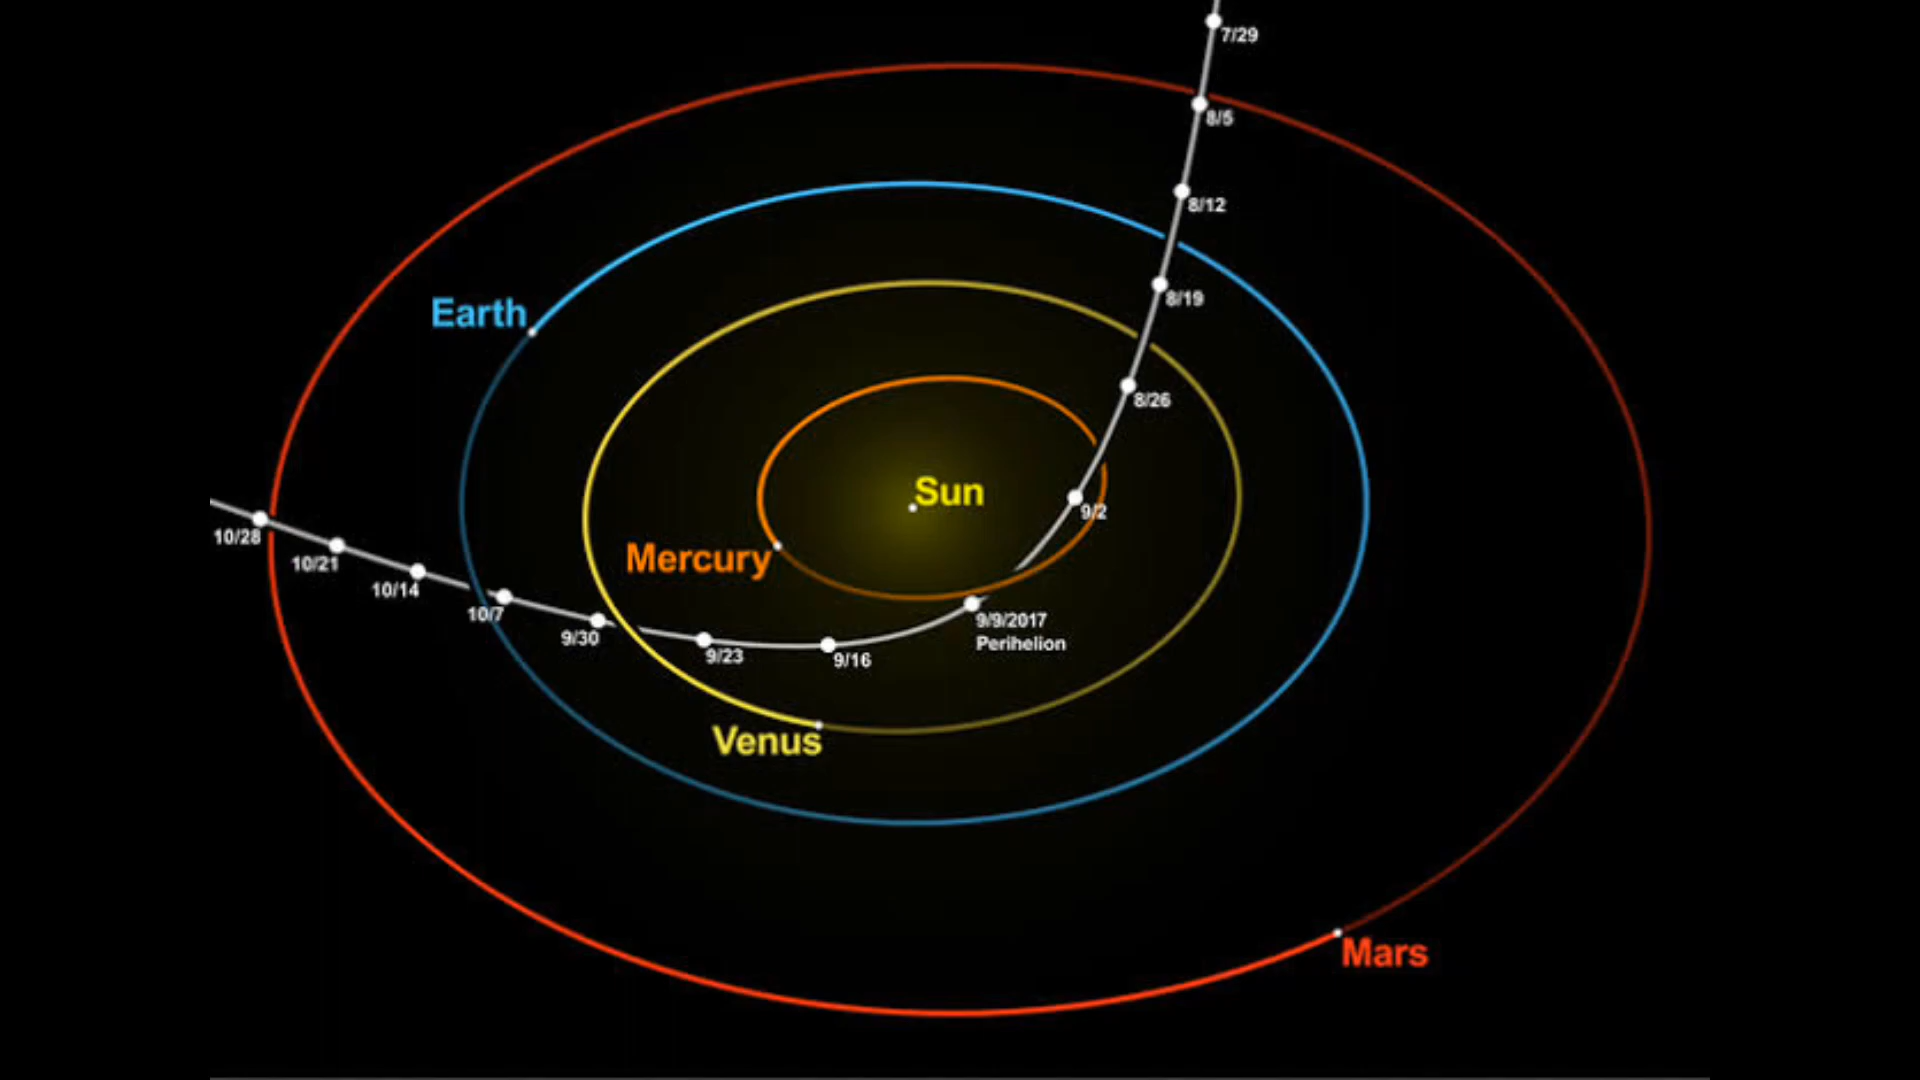 7/29
8/5
8/12
8/19
Earth
8/26
Sun
9/2
10/28
Mercury
10/21
10/14
10/7
9/9/2017
Perihelion
9/30
9/23
9/16
Venus
Mars